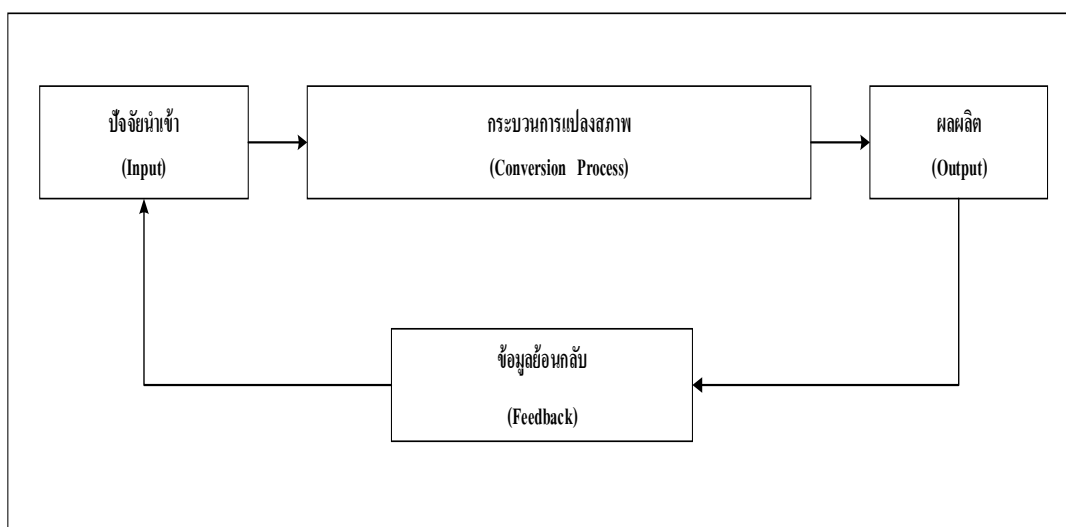 ปัจจัยนำเข้า
(Input)
กระบวนการแปลงสภาพ
(Conversion Process)
ผลผลิต
(Output)
ข้อมูลย้อนกลับ
(Feedback)